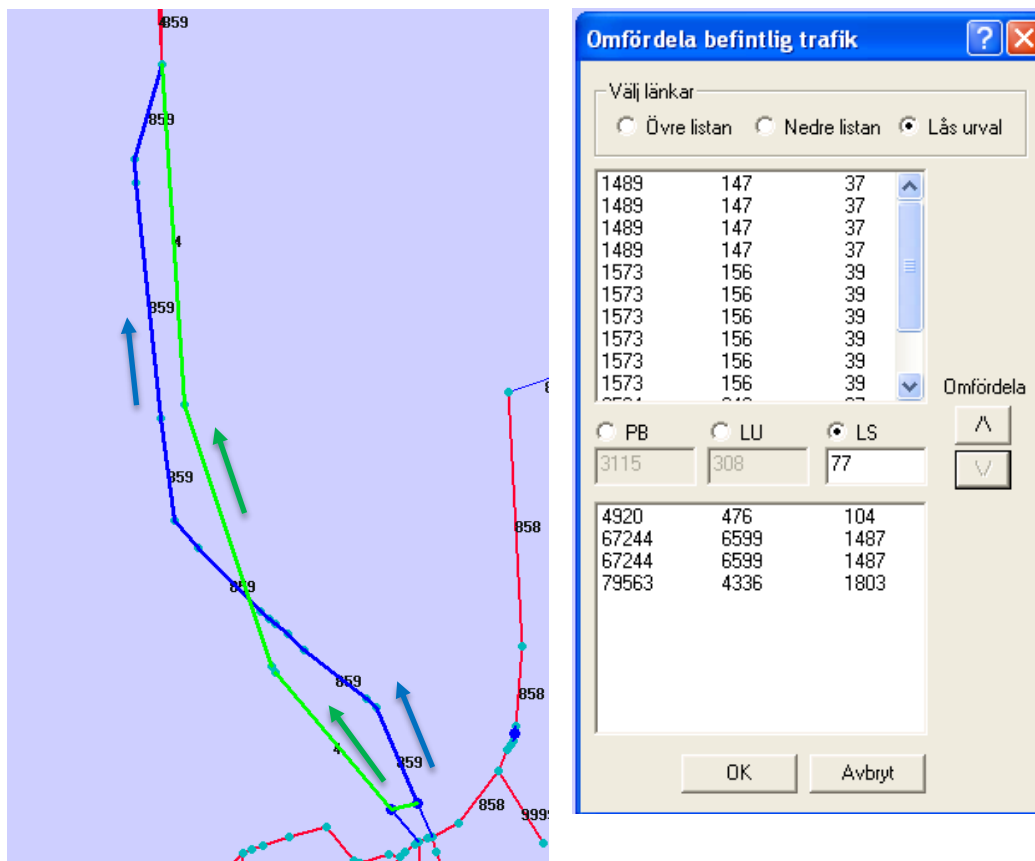 859
859
4
859
859
859
859
4
859
858
858
858
Omfördela befintlig trafik
Välj länkar
Övre listan Nedre listan Lås urval
1489 147 37
1489 147 37
1489 147 37
1489 147 37
1573 156 39
1573 156 39
1573 156 39
1573 156 39
1573 156 39
1573 156 39
Omfördela
/\
PB LU LS
3115 308 77
\/
4920 476 104
67244 6599 1487
67244 6599 1487
79563 4336 1803
OK Avbryt